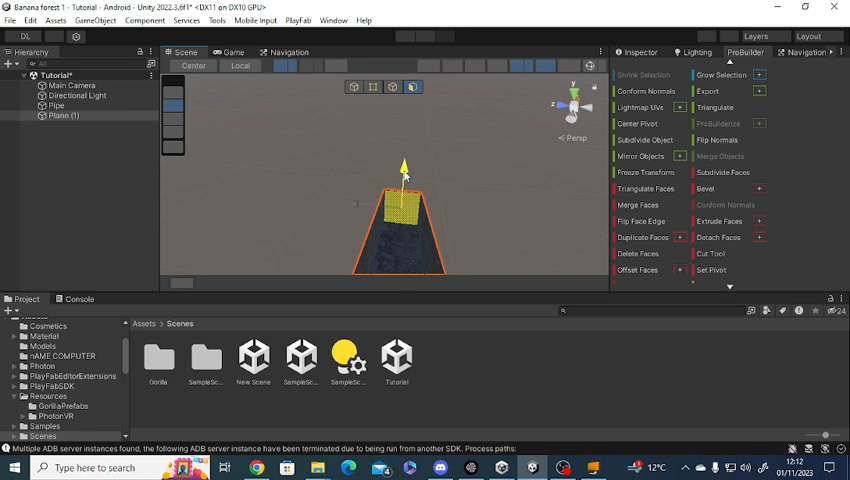 Banana forest 1 - Tutorial - Android - Unity 2022.3.6f1* <DX11 on DX10 GPU>
File Edit Assets GameObject Component Services Tools Mobile Input PlayFab Window Help
DL Layers Layout
Hierarchy Scene Game Navigation Inspector Lighting ProBuilder Navigation
All Center Local
Tutorial*
Main Camera
Directional Light
Pipe
Plane (1)
y
z
Persp
Shrink Selection Grow Selection
Conform Normals Export
Lightmap UVs Triangulate
Center Pivot ProBuilderize
Subdivide Object Flip Normals
Mirror Objects Merge Objects
Freeze Transform Subdivide Faces
Triangulate Faces Bevel
Merge Faces Conform Normals
Flip Face Edge Extrude Faces
Duplicate Faces Detach Faces
Delete Faces Cut Tool
Offset Faces Set Pivot
Project Console
24
Assets > Scenes
Cosmetics
Material
Models
nAME COMPUTER
Photon
PlayFabEditorExtensions
PlayFabSDK
Resources
GorillaPrefabs
PhotonVR
Samples
Scenes
Gorilla SampleSc... New Scene SampleSc... SampleSc... Tutorial
Multiple ADB server instances found, the following ADB server instance have been terminated due to being run from another SDK. Process paths:
Type here to search
4
12°C
12:12
01/11/2023